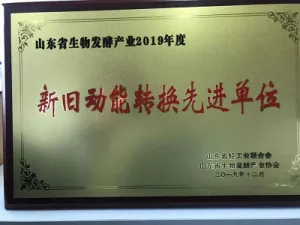 山东省生物发酵产业2019年度
新旧动能转换先进单位
山东省轻工业联合会
山东省生物发酵产业协会
二〇一九年十二月